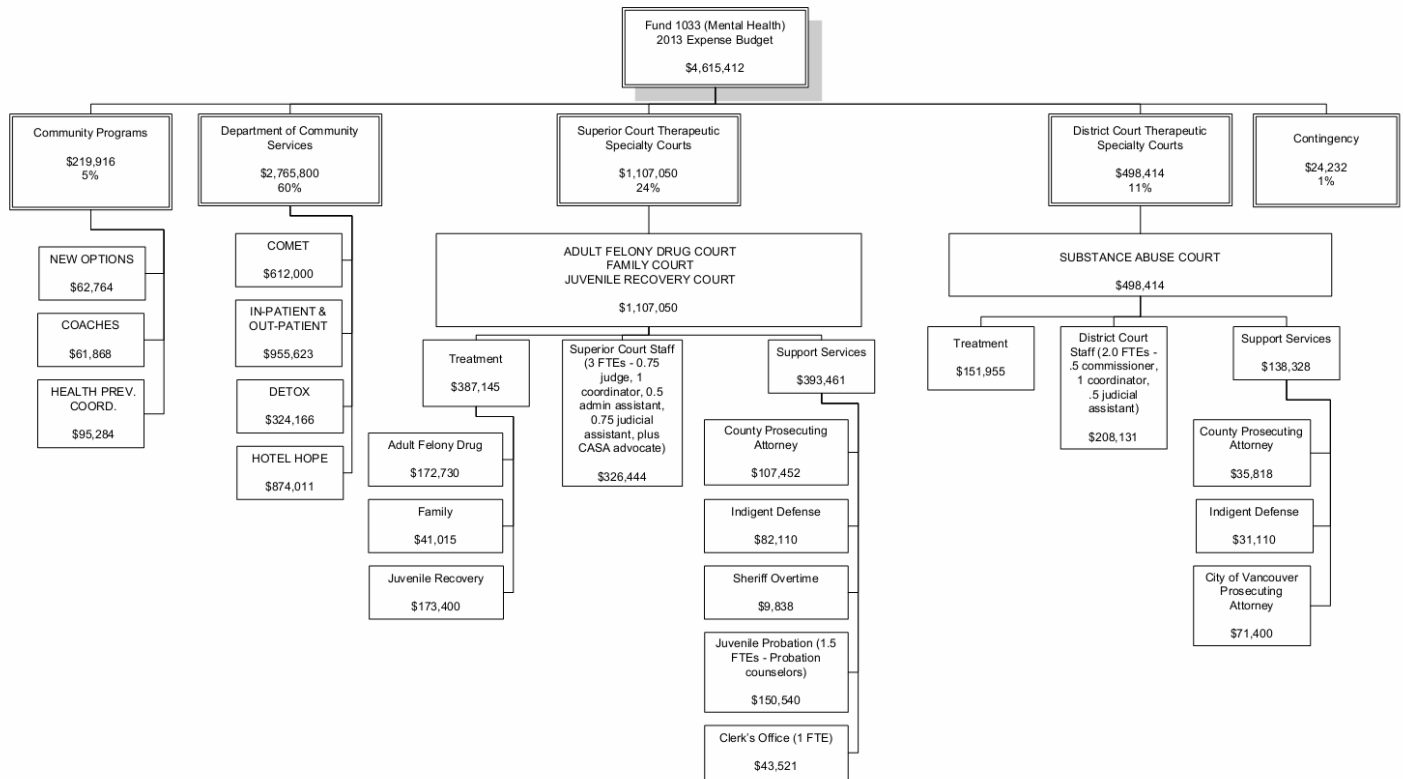 Fund 1033 (Mental Health)
2013 Expense Budget
$4,615,412
Community Programs
$219,916
5%
Department of Community
Services
$2,765,800
60%
Superior Court Therapeutic
Specialty Courts
$1,107,050
24%
District Court Therapeutic
Specialty Courts
$498,414
11%
Contingency
$24,232
1%
NEW OPTIONS
$62,764
COACHES
$61,868
HEALTH PREV.
COORD.
$95,284
COMET
$612,000
IN-PATIENT &
OUT-PATIENT
$955,623
DETOX
$324,166
HOTEL HOPE
$874,011
ADULT FELONY DRUG COURT
FAMILY COURT
JUVENILE RECOVERY COURT
$1,107,050
Treatment
$387,145
Adult Felony Drug
$172,730
Family
$41,015
Juvenile Recovery
$173,400
Superior Court Staff
(3 FTEs - 0.75
judge, 1
coordinator, 0.5
admin assistant,
0.75 judicial
assistant, plus
CASA advocate)
$326,444
Support Services
$393,461
County Prosecuting
Attorney
$107,452
Indigent Defense
$82,110
Sheriff Overtime
$9,838
Juvenile Probation (1.5
FTEs - Probation
counselors)
$150,540
Clerk's Office (1 FTE)
$43,521
SUBSTANCE ABUSE COURT
$498,414
Treatment
$151,955
District Court
Staff (2.0 FTEs -
.5 commissioner,
1 coordinator,
.5 judicial
assistant)
$208,131
Support Services
$138,328
County Prosecuting
Attorney
$35,818
Indigent Defense
$31,110
City of Vancouver
Prosecuting
Attorney
$71,400